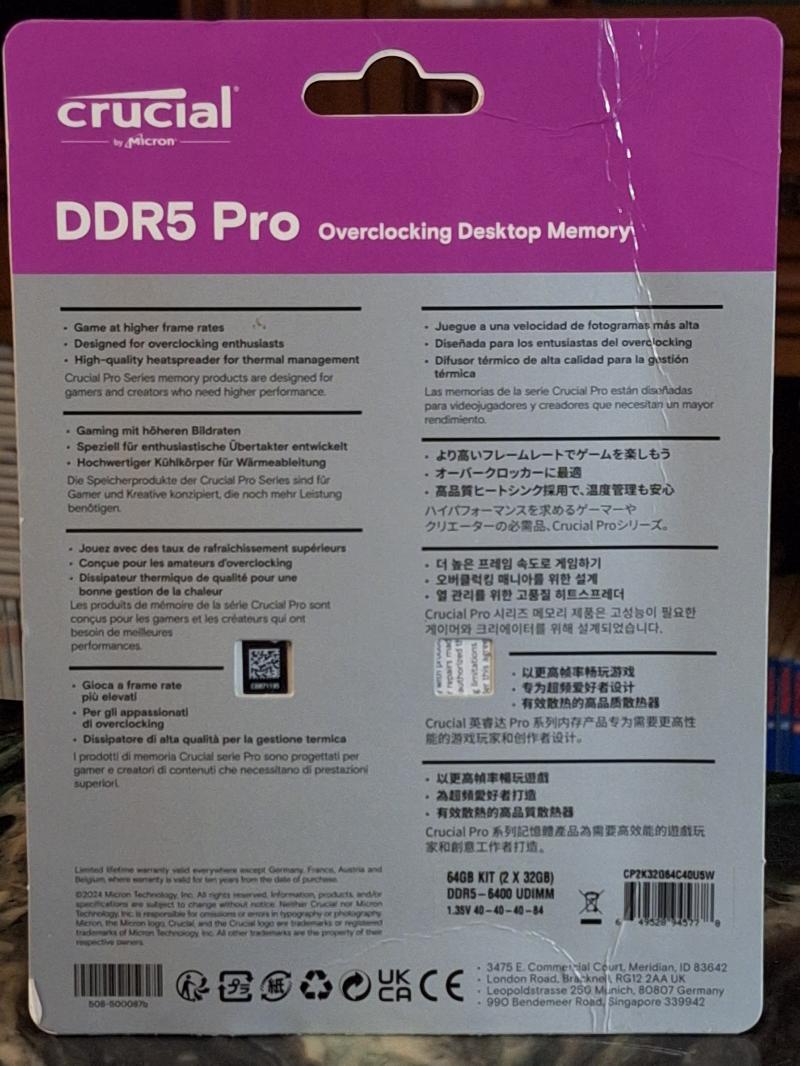 crucial
by Micron
DDR5 Pro Overclocking Desktop Memory
• Game at higher frame rates
• Designed for overclocking enthusiasts
• High-quality heatspreader for thermal management
Crucial Pro Series memory products are designed for
gamers and creators who need higher performance.
• Gaming mit höheren Bildraten
• Speziell für enthusiastische Übertakter entwickelt
• Hochwertiger Kühlkörper für Wärmeableitung
Die Speicherprodukte der Crucial Pro Series sind für
Gamer und Kreative konzipiert, die noch mehr Leistung
benötigen.
• Jouez avec des taux de rafraîchissement supérieurs
• Conçue pour les amateurs d'overclocking
• Dissipateur thermique de qualité pour une
bonne gestion de la chaleur
Les produits de mémoire de la série Crucial Pro sont
conçus pour les gamers et les créateurs qui ont
besoin de meilleures
performances.
• Gioca a frame rate
più elevati
• Per gli appassionati
di overclocking
• Dissipatore di alta qualità per la gestione termica
I prodotti di memoria Crucial serie Pro sono progettati per
gamer e creatori di contenuti che necessitano di prestazioni
superiori.
• Juegue a una velocidad de fotogramas más alta
• Diseñada para los entusiastas del overclocking
• Difusor térmico de alta calidad para la gestión
térmica
Las memorias de la serie Crucial Pro están diseñadas
para videojugadores y creadores que necesitan un mayor
rendimiento.
• より高いフレームレートでゲームを楽しもう
• オーバークロッカーに最適
• 高品質ヒートシンク採用で、温度管理も安心
ハイパフォーマンスを求めるゲーマーや
クリエーターの必需品、Crucial Proシリーズ。
• 더 높은 프레임 속도로 게임하기
• 오버클럭킹 매니아를 위한 설계
• 열 관리를 위한 고품질 히트스프레더
Crucial Pro 시리즈 메모리 제품은 고성능이 필요한
게이머와 크리에이터를 위해 설계되었습니다.
repairs mad
authorized th
g limitations
er this agre
• 以更高帧率畅玩游戏
• 专为超频爱好者设计
• 有效散热的高品质散热器
Crucial 英睿达 Pro 系列内存产品专为需要更高性
能的游戏玩家和创作者设计。
• 以更高幀率暢玩遊戲
• 為超頻愛好者打造
• 有效散熱的高品質散熱器
Crucial Pro 系列記憶體產品為需要高效能的遊戲玩
家和創意工作者打造。
Limited lifetime warranty valid everywhere except Germany, France, Austria and
Belgium, where warranty is valid for ten years from the date of purchase.
©2024 Micron Technology, Inc. All rights reserved. Information, products, and/or
specifications are subject to change without notice. Neither Crucial nor Micron
Technology, Inc. is responsible for omissions or errors in typography or photography.
Micron, the Micron logo, Crucial, and the Crucial logo are trademarks or registered
trademarks of Micron Technology, Inc. All other trademarks are the property of their
respective owners.
64GB KIT (2 X 32GB)
DDR5-6400 UDIMM
1.35V 40-40-40-84
CP2K32G64C40U5W
6 49528 94577 8
508-500087b
プラ
紙
UK
CA
CE
• 3475 E. Commercial Court, Meridian, ID 83642
• London Road, Bracknell, RG12 2AA UK
• Leopoldstrasse 250 Munich, 80807 Germany
• 990 Bendemeer Road, Singapore 339942